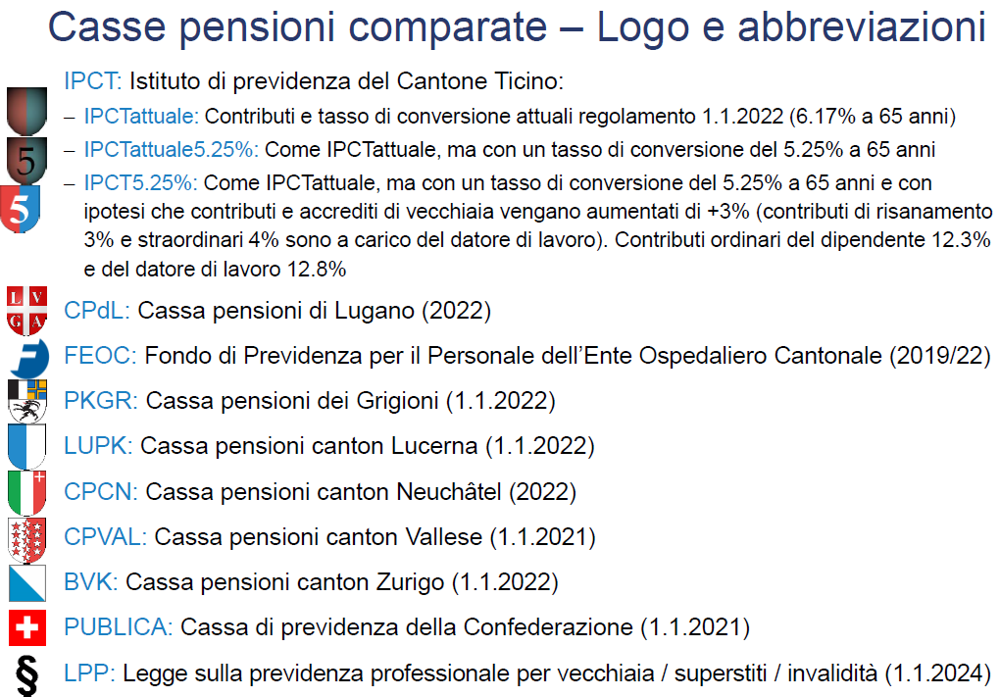 Casse pensioni comparate – Logo e abbreviazioni
IPCT: Istituto di previdenza del Cantone Ticino:
– IPCTattuale: Contributi e tasso di conversione attuali regolamento 1.1.2022 (6.17% a 65 anni)
5
– IPCTattuale5.25%: Come IPCTattuale, ma con un tasso di conversione del 5.25% a 65 anni
5
– IPCT5.25%: Come IPCTattuale, ma con un tasso di conversione del 5.25% a 65 anni e con
ipotesi che contributi e accrediti di vecchiaia vengano aumentati di +3% (contributi di risanamento
3% e straordinari 4% sono a carico del datore di lavoro). Contributi ordinari del dipendente 12.3%
e del datore di lavoro 12.8%
L V
G A
CPdL: Cassa pensioni di Lugano (2022)
F
FEOC: Fondo di Previdenza per il Personale dell’Ente Ospedaliero Cantonale (2019/22)
PKGR: Cassa pensioni dei Grigioni (1.1.2022)
LUPK: Cassa pensioni canton Lucerna (1.1.2022)
CPCN: Cassa pensioni canton Neuchâtel (2022)
CPVAL: Cassa pensioni canton Vallese (1.1.2021)
BVK: Cassa pensioni canton Zurigo (1.1.2022)
PUBLICA: Cassa di previdenza della Confederazione (1.1.2021)
§
LPP: Legge sulla previdenza professionale per vecchiaia / superstiti / invalidità (1.1.2024)